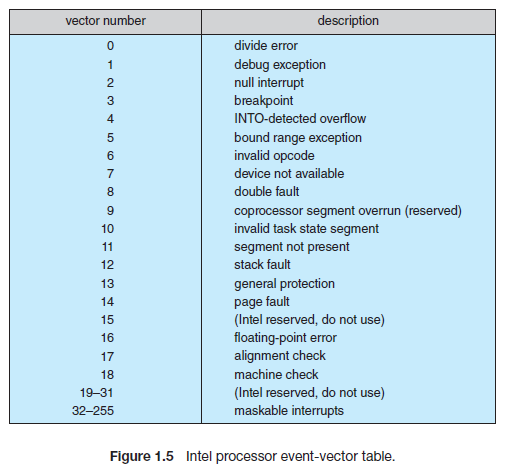 vector number description
0 divide error
1 debug exception
2 null interrupt
3 breakpoint
4 INTO-detected overflow
5 bound range exception
6 invalid opcode
7 device not available
8 double fault
9 coprocessor segment overrun (reserved)
10 invalid task state segment
11 segment not present
12 stack fault
13 general protection
14 page fault
15 (Intel reserved, do not use)
16 floating-point error
17 alignment check
18 machine check
19–31 (Intel reserved, do not use)
32–255 maskable interrupts
Figure 1.5 Intel processor event-vector table.